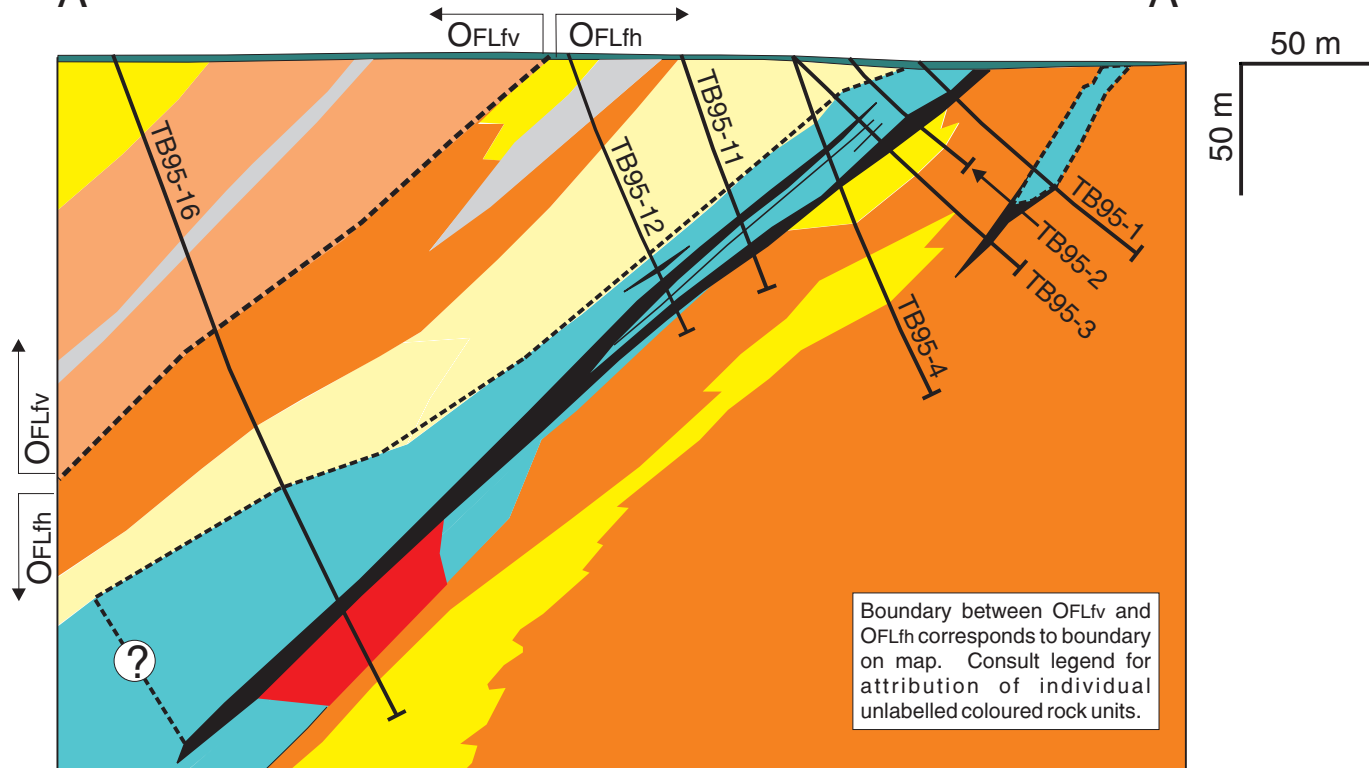 A A'
OFLfv OFLfh
50 m
50 m
TB95-16
TB95-12
TB95-11
TB95-1
TB95-2
TB95-3
TB95-4
OFLfv
OFLfh
?
Boundary between OFLfv and
OFLfh corresponds to boundary
on map. Consult legend for
attribution of individual
unlabelled coloured rock units.